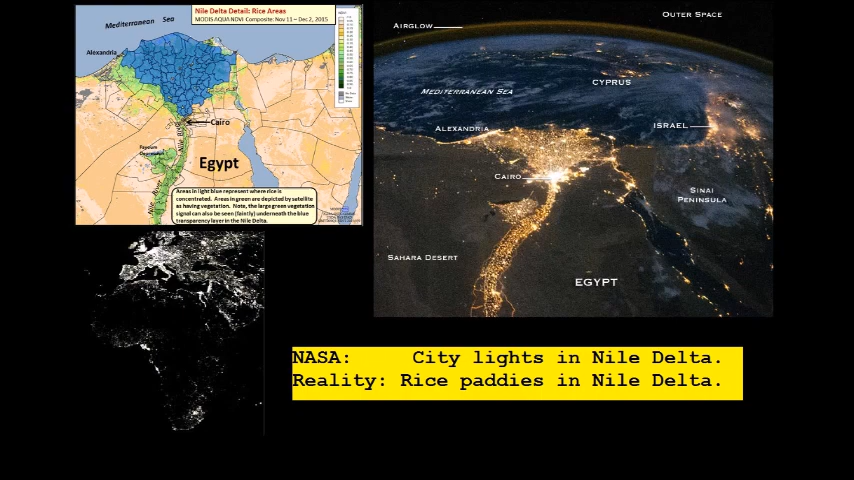 Nile Delta Detail: Rice Areas
MODIS AQUA NDVI Composite: Nov 11 – Dec 2, 2015
Mediterranean Sea
Alexandria
Cairo
Nile River
Fayoum
Depression
Egypt
Areas in light blue represent where rice is
concentrated. Areas in green are depicted by satellite
as having vegetation. Note, the large green vegetation
signal can also be seen (faintly) underneath the blue
transparency layer in the Nile Delta.
AIRGLOW
OUTER SPACE
CYPRUS
MEDITERRANEAN SEA
ALEXANDRIA
ISRAEL
CAIRO
SINAI
PENINSULA
SAHARA DESERT
EGYPT
NASA: City lights in Nile Delta.
Reality: Rice paddies in Nile Delta.